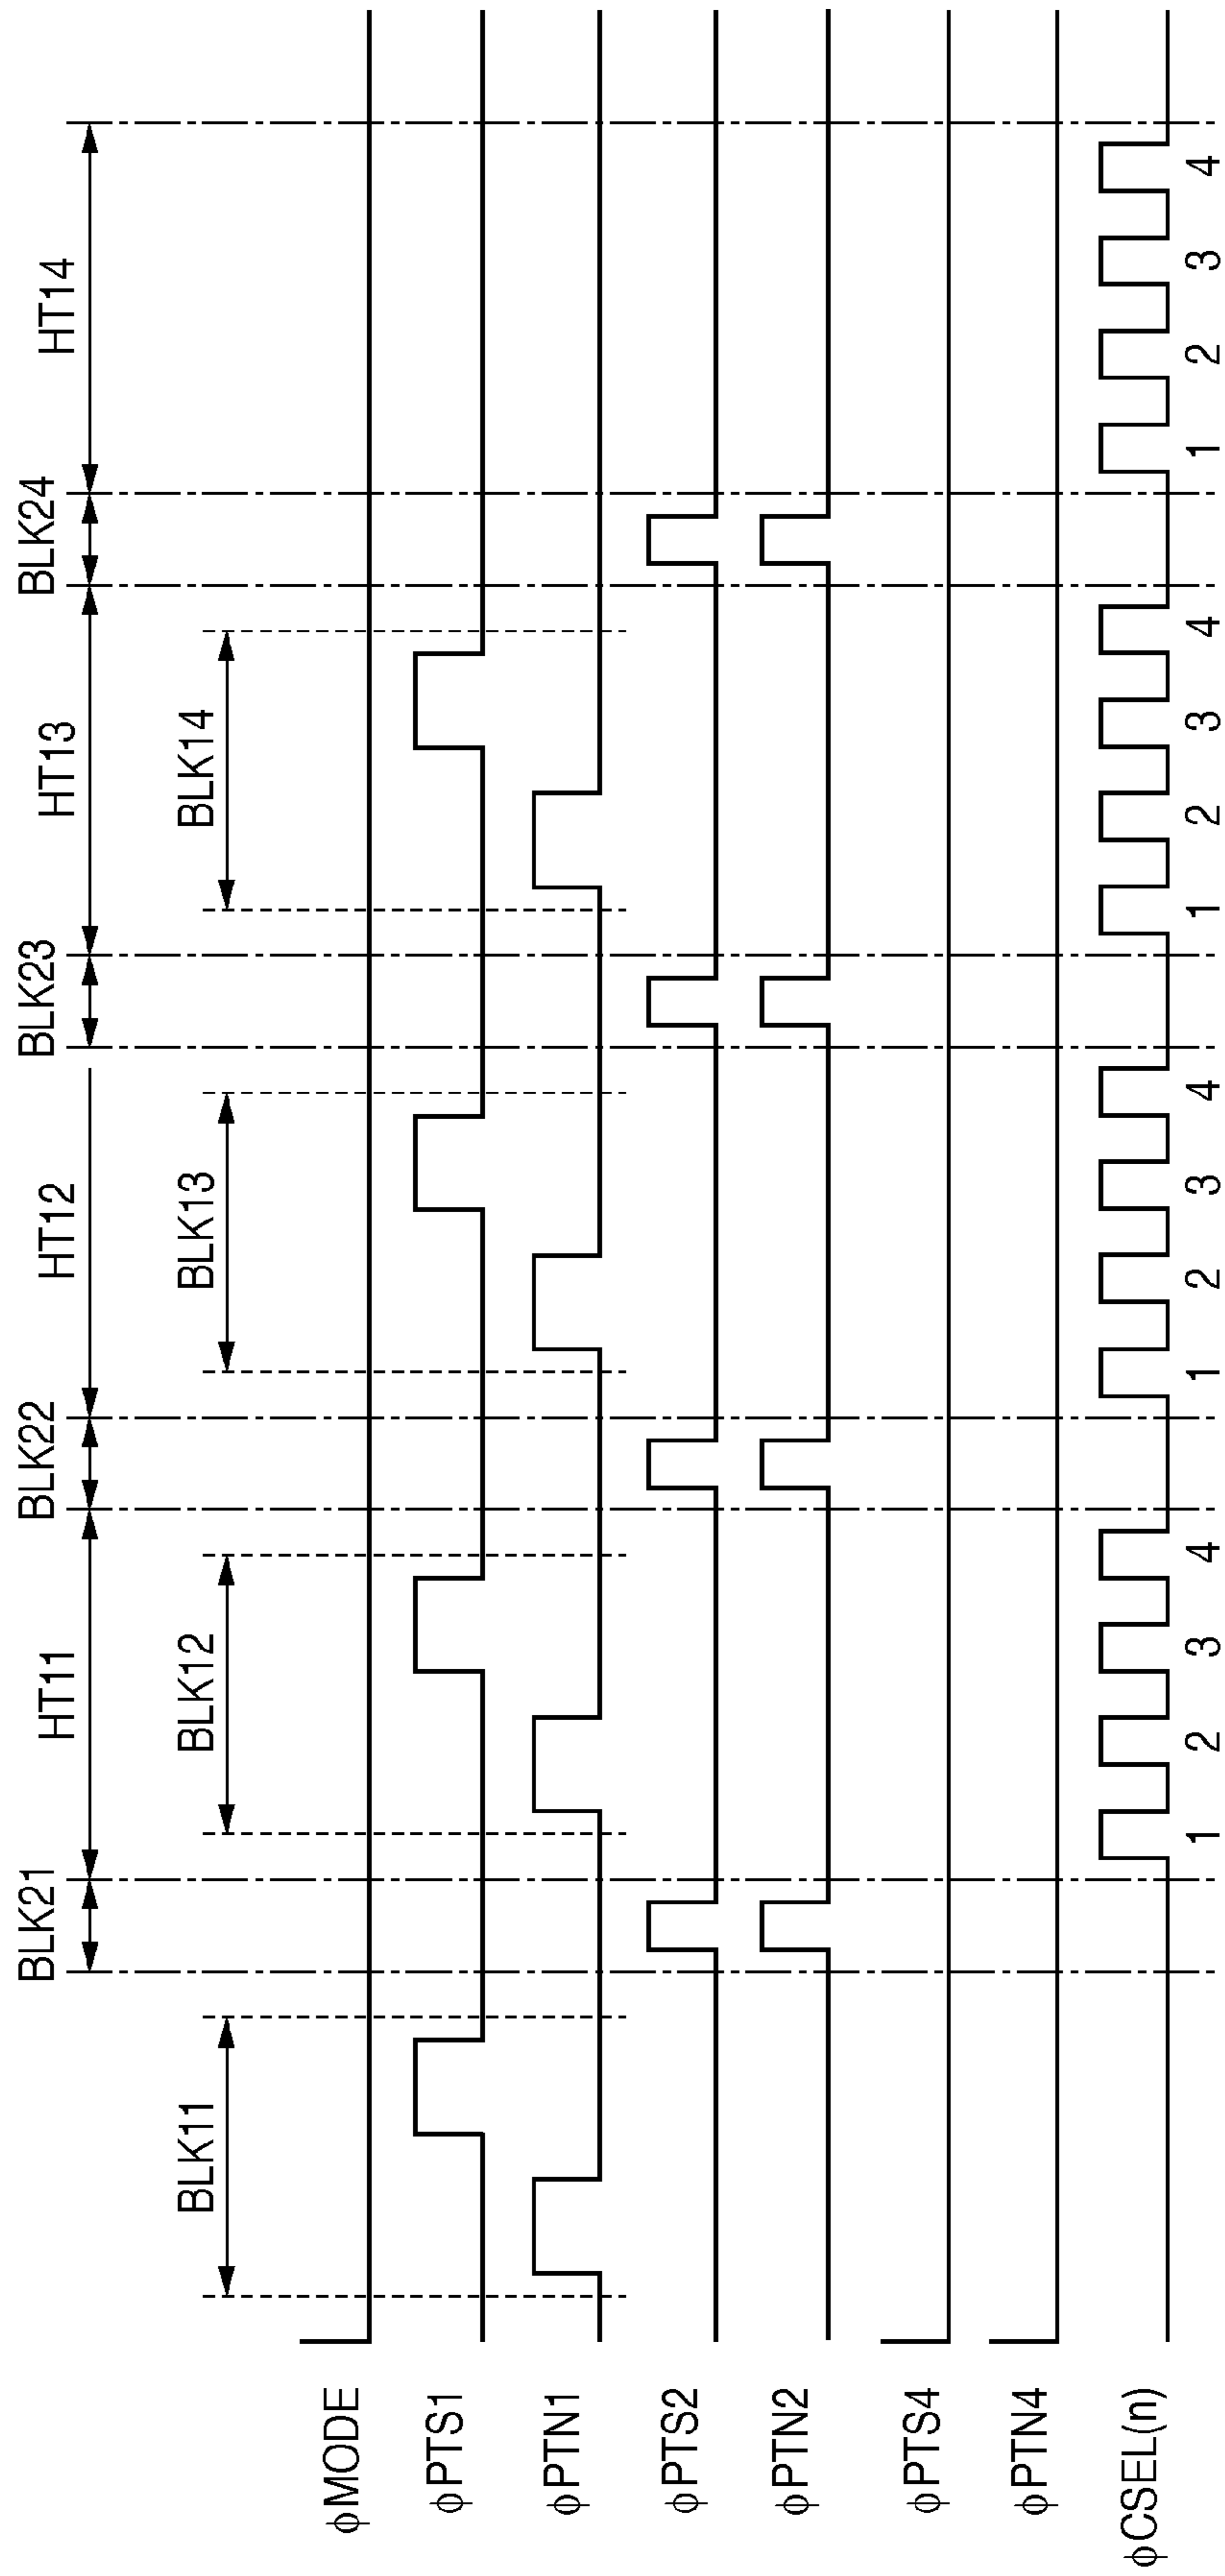 BLK21 HT11 BLK22 HT12 BLK23 HT13 BLK24 HT14
BLK11 BLK12 BLK13 BLK14
φMODE
φPTS1
φPTN1
φPTS2
φPTN2
φPTS4
φPTN4
φCSEL(n)
1 2 3 4 1 2 3 4 1 2 3 4 1 2 3 4